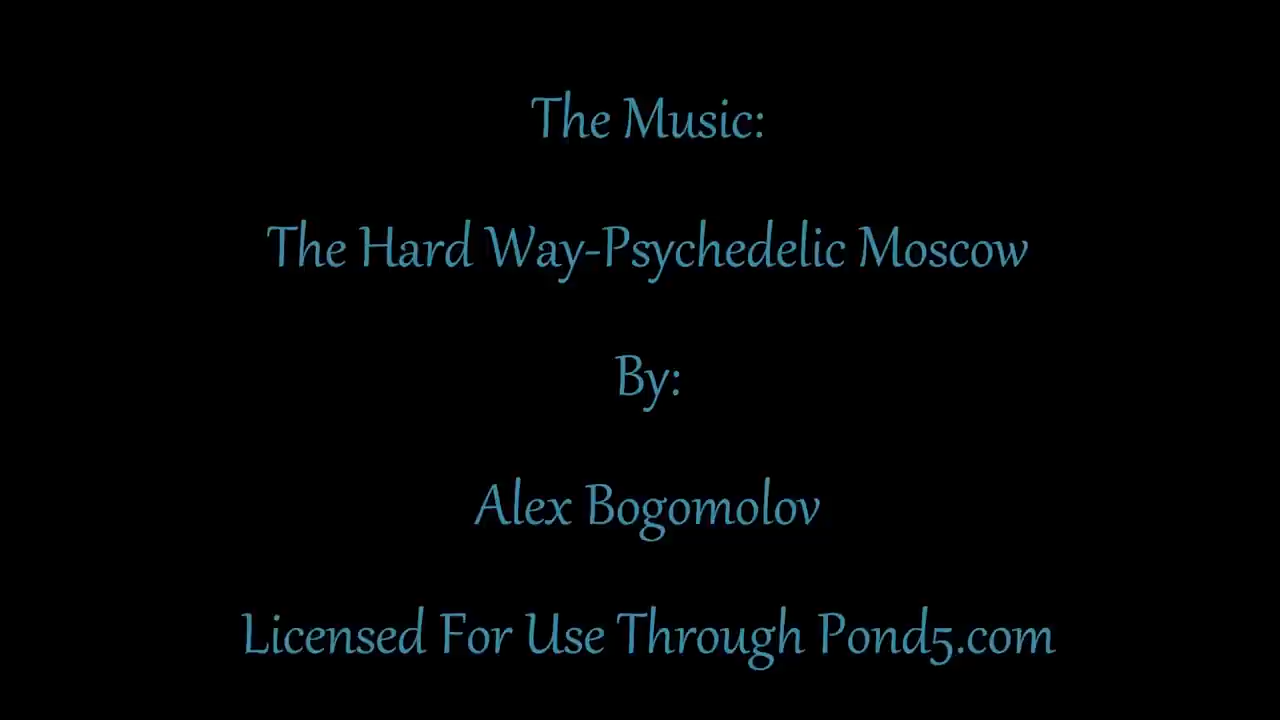 The Music:
The Hard Way-Psychedelic Moscow
By:
Alex Bogomolov
Licensed For Use Through Pond5.com